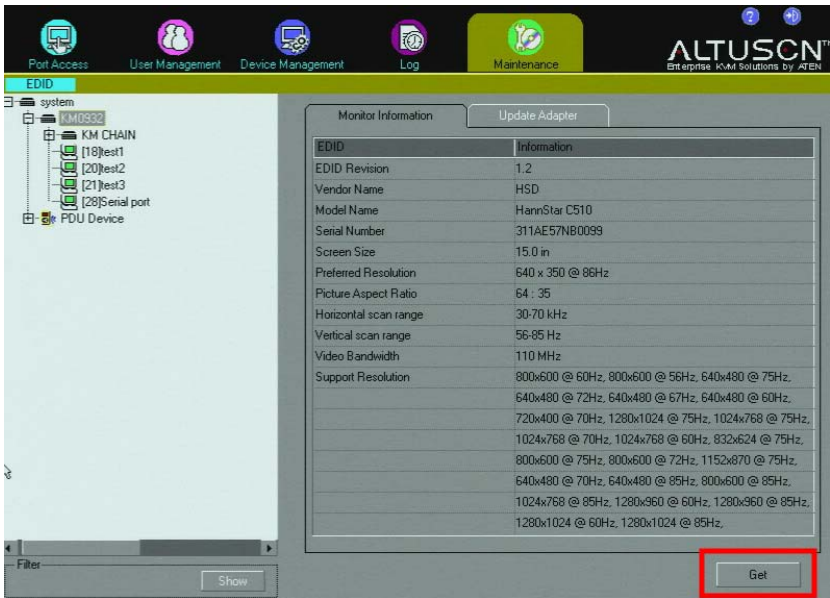 Port Access User Management Device Management Log Maintenance
ALTUSCN™
Enterprise KVM Solutions by ATEN
EDID
system
KM0932
KM CHAIN
[18]test1
[20]test2
[21]test3
[28]Serial port
PDU Device
Filter
Show
Monitor Information Update Adapter
EDID Information
EDID Revision 1.2
Vendor Name HSD
Model Name HannStar C510
Serial Number 311AE57NB0099
Screen Size 15.0 in
Preferred Resolution 640 x 350 @ 86Hz
Picture Aspect Ratio 64 : 35
Horizontal scan range 30-70 kHz
Vertical scan range 56-85 Hz
Video Bandwidth 110 MHz
Support Resolution 800x600 @ 60Hz, 800x600 @ 56Hz, 640x480 @ 75Hz,
640x480 @ 72Hz, 640x480 @ 67Hz, 640x480 @ 60Hz,
720x400 @ 70Hz, 1280x1024 @ 75Hz, 1024x768 @ 75Hz,
1024x768 @ 70Hz, 1024x768 @ 60Hz, 832x624 @ 75Hz,
800x600 @ 75Hz, 800x600 @ 72Hz, 1152x870 @ 75Hz,
640x480 @ 70Hz, 640x480 @ 85Hz, 800x600 @ 85Hz,
1024x768 @ 85Hz, 1280x960 @ 60Hz, 1280x960 @ 85Hz,
1280x1024 @ 60Hz, 1280x1024 @ 85Hz,
Get